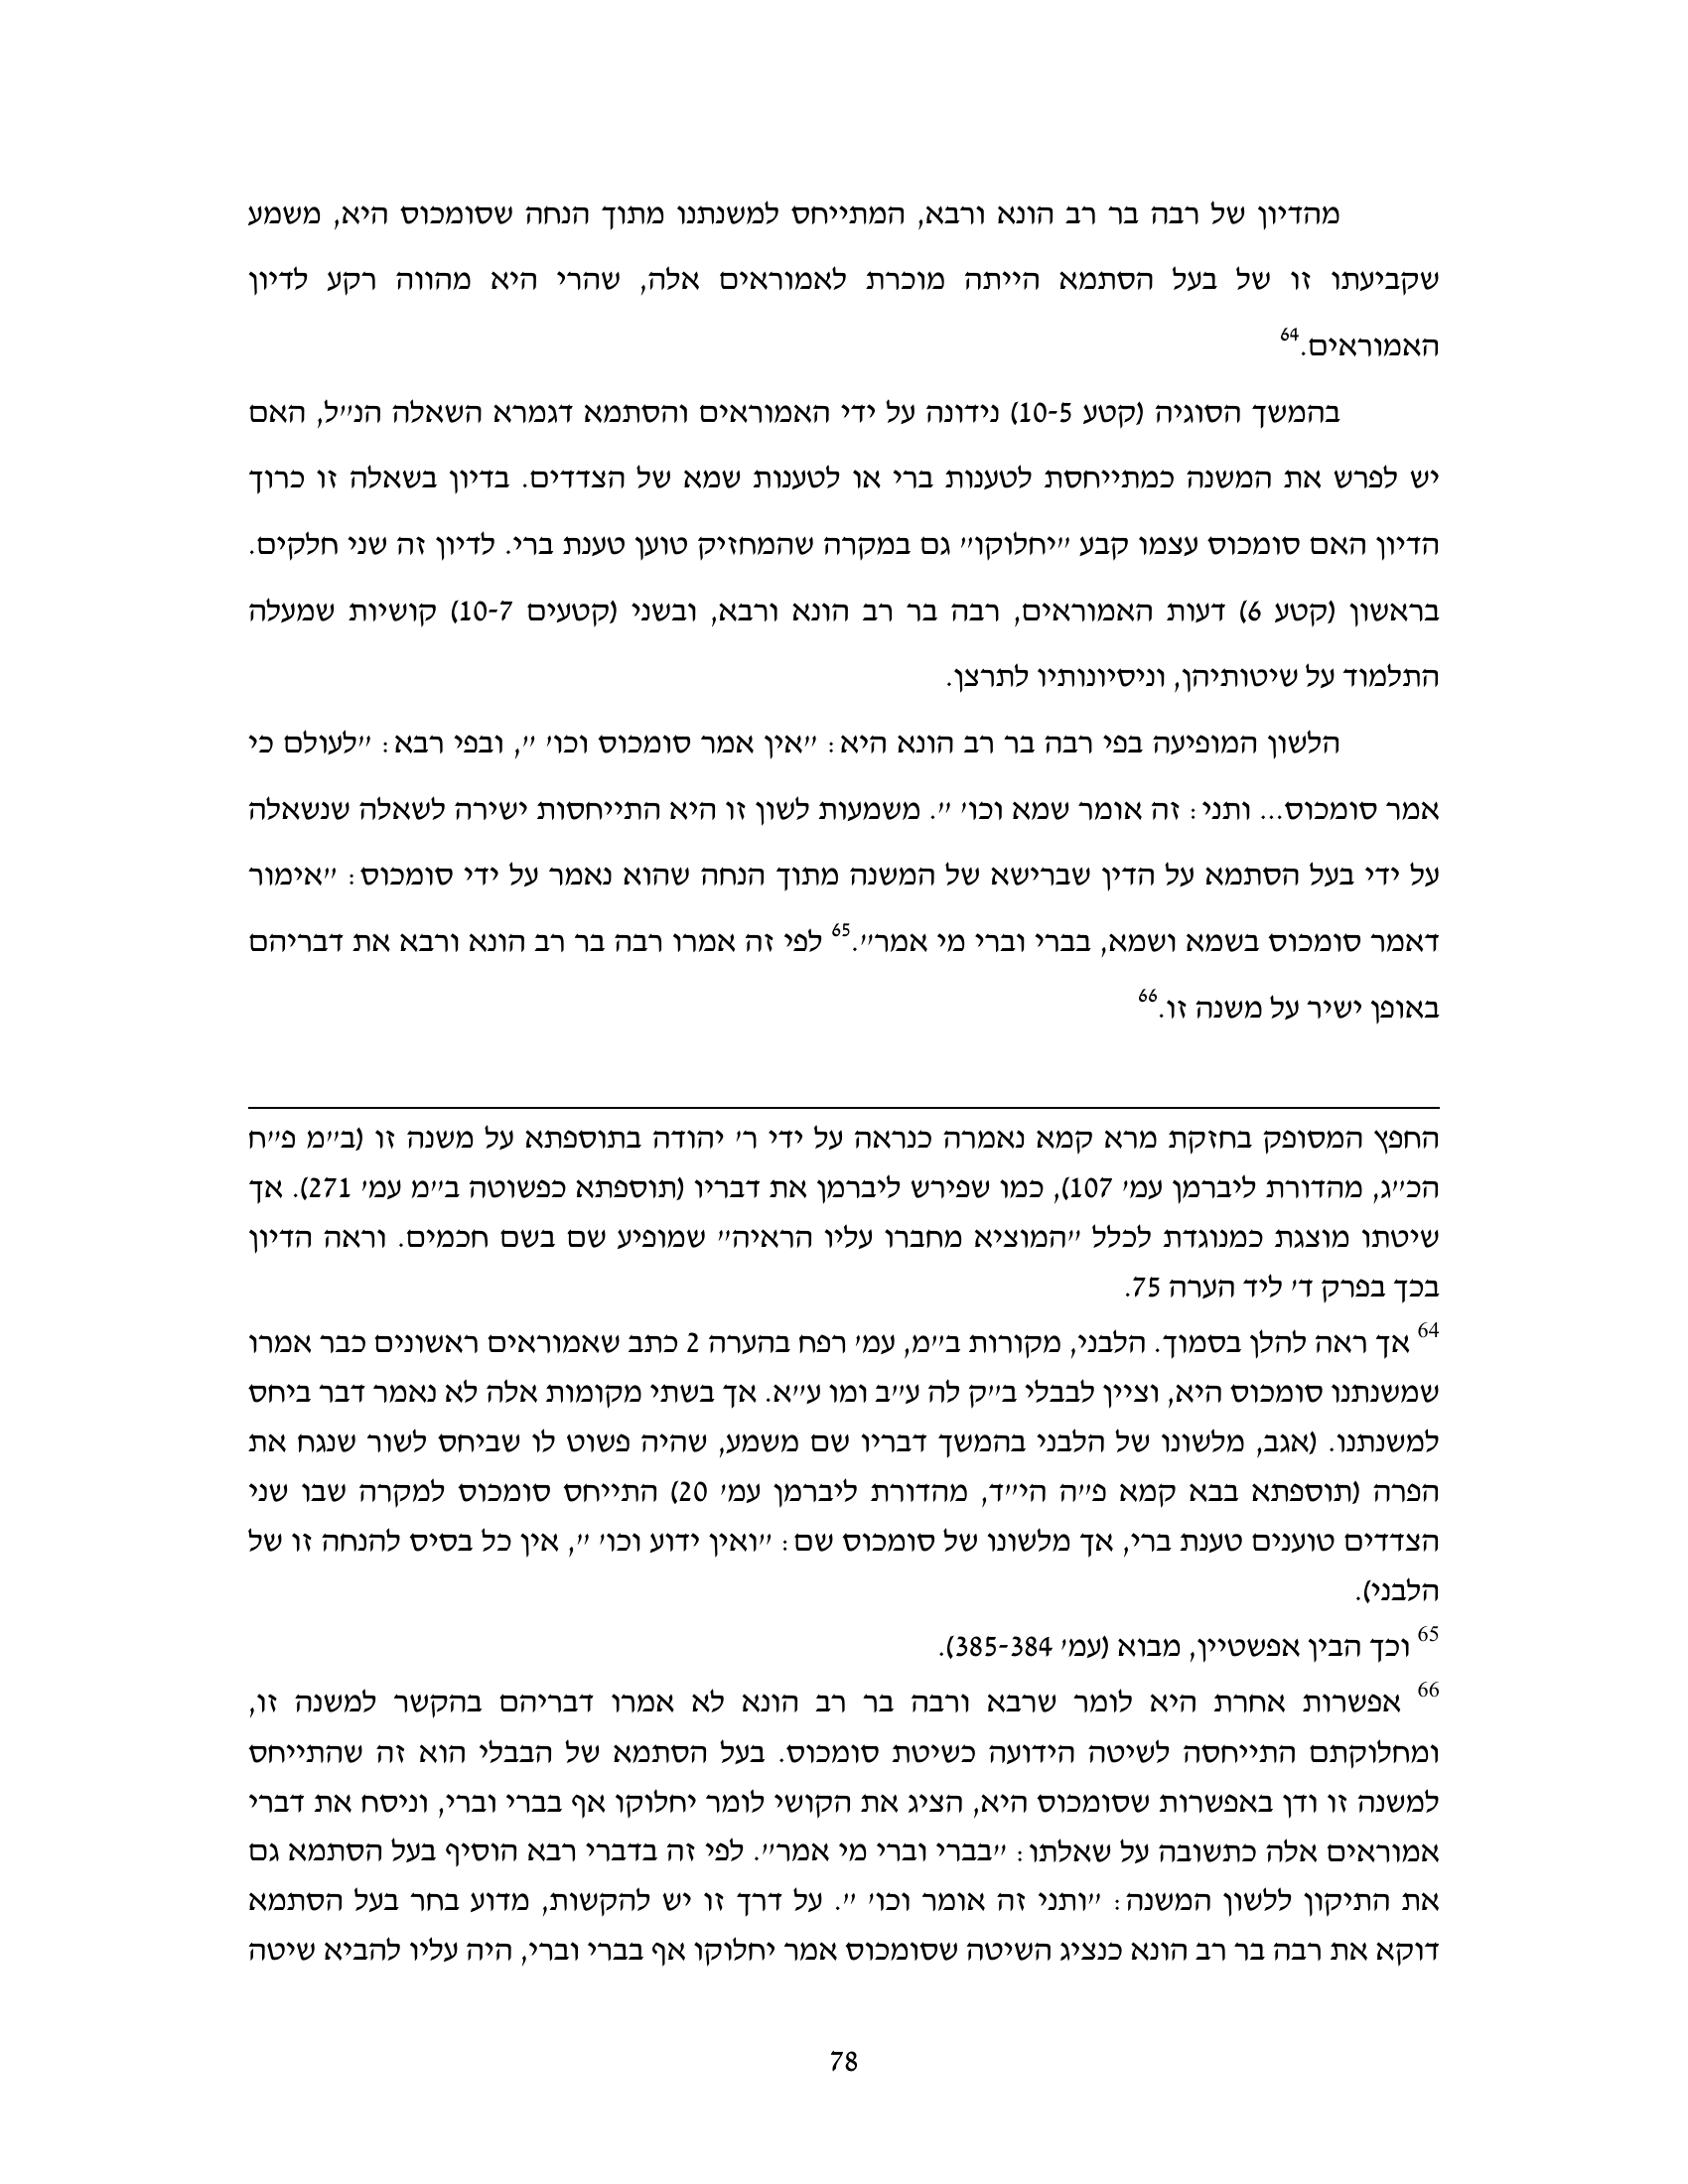 מהדיון של רבה בר רב הונא ורבא, המתייחס למשנתנו מתוך הנחה שסומכוס היא, משמע
שקביעתו זו של בעל הסתמא הייתה מוכרת לאמוראים אלה, שהרי היא מהווה רקע לדיון
האמוראים.64
בהמשך הסוגיה (קטע 10-5) נידונה על ידי האמוראים והסתמא דגמרא השאלה הנ״ל, האם
יש לפרש את המשנה כמתייחסת לטענות ברי או לטענות שמא של הצדדים. בדיון בשאלה זו כרוך
הדיון האם סומכוס עצמו קבע ״יחלוקו״ גם במקרה שהמחזיק טוען טענת ברי. לדיון זה שני חלקים.
בראשון (קטע 6) דעות האמוראים, רבה בר רב הונא ורבא, ובשני (קטעים 10-7) קושיות שמעלה
התלמוד על שיטותיהן, וניסיונותיו לתרצן.
הלשון המופיעה בפי רבה בר רב הונא היא: ״אין אמר סומכוס וכו׳ ״, ובפי רבא: ״לעולם כי
אמר סומכוס... ותני: זה אומר שמא וכו׳ ״. משמעות לשון זו היא התייחסות ישירה לשאלה שנשאלה
על ידי בעל הסתמא על הדין שברישא של המשנה מתוך הנחה שהוא נאמר על ידי סומכוס: ״אימור
דאמר סומכוס בשמא ושמא, בברי וברי מי אמר״.65 לפי זה אמרו רבה בר רב הונא ורבא את דבריהם
באופן ישיר על משנה זו.66
החפץ המסופק בחזקת מרא קמא נאמרה כנראה על ידי ר׳ יהודה בתוספתא על משנה זו (ב״מ פ״ח
הכ״ג, מהדורת ליברמן עמ׳ 107), כמו שפירש ליברמן את דבריו (תוספתא כפשוטה ב״מ עמ׳ 271). אך
שיטתו מוצגת כמנוגדת לכלל ״המוציא מחברו עליו הראיה״ שמופיע שם בשם חכמים. וראה הדיון
בכך בפרק ד׳ ליד הערה 75.
64 אך ראה להלן בסמוך. הלבני, מקורות ב״מ, עמ׳ רפח בהערה 2 כתב שאמוראים ראשונים כבר אמרו
שמשנתנו סומכוס היא, וציין לבבלי ב״ק לה ע״ב ומו ע״א. אך בשתי מקומות אלה לא נאמר דבר ביחס
למשנתנו. (אגב, מלשונו של הלבני בהמשך דבריו שם משמע, שהיה פשוט לו שביחס לשור שנגח את
הפרה (תוספתא בבא קמא פ״ה הי״ד, מהדורת ליברמן עמ׳ 20) התייחס סומכוס למקרה שבו שני
הצדדים טוענים טענת ברי, אך מלשונו של סומכוס שם: ״ואין ידוע וכו׳ ״, אין כל בסיס להנחה זו של
הלבני).
65 וכך הבין אפשטיין, מבוא (עמ׳ 385-384).
66 אפשרות אחרת היא לומר שרבא ורבה בר רב הונא לא אמרו דבריהם בהקשר למשנה זו,
ומחלוקתם התייחסה לשיטה הידועה כשיטת סומכוס. בעל הסתמא של הבבלי הוא זה שהתייחס
למשנה זו ודן באפשרות שסומכוס היא, הציג את הקושי לומר יחלוקו אף בברי וברי, וניסח את דברי
אמוראים אלה כתשובה על שאלתו: ״בברי וברי מי אמר״. לפי זה בדברי רבא הוסיף בעל הסתמא גם
את התיקון ללשון המשנה: ״ותני זה אומר וכו׳ ״. על דרך זו יש להקשות, מדוע בחר בעל הסתמא
דוקא את רבה בר רב הונא כנציג השיטה שסומכוס אמר יחלוקו אף בברי וברי, היה עליו להביא שיטה
78